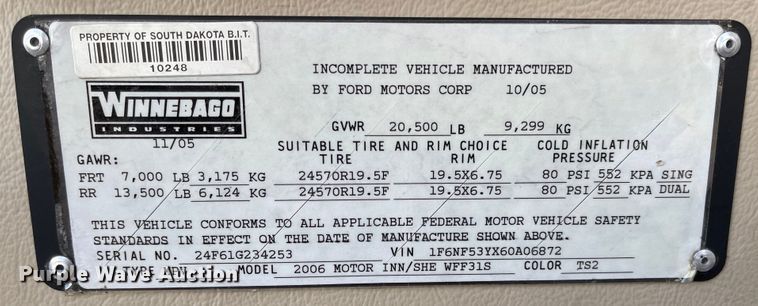 PROPERTY OF SOUTH DAKOTA B.I.T.
10248
INCOMPLETE VEHICLE MANUFACTURED
BY FORD MOTORS CORP 10/05
WINNEBAGO
INDUSTRIES
11/05
GVWR 20,500 LB 9,299 KG
SUITABLE TIRE AND RIM CHOICE COLD INFLATION
GAWR: TIRE RIM PRESSURE
FRT 7,000 LB 3,175 KG 24570R19.5F 19.5X6.75 80 PSI 552 KPA SING
RR 13,500 LB 6,124 KG 24570R19.5F 19.5X6.75 80 PSI 552 KPA DUAL
THIS VEHICLE CONFORMS TO ALL APPLICABLE FEDERAL MOTOR VEHICLE SAFETY
STANDARDS IN EFFECT ON THE DATE OF MANUFACTURE SHOWN ABOVE.
SERIAL NO. 24F61G234253 VIN 1F6NF53YX60A06872
TYPE MODEL 2006 MOTOR INN/SHE WFF31S COLOR TS2
Purple Wave Auction